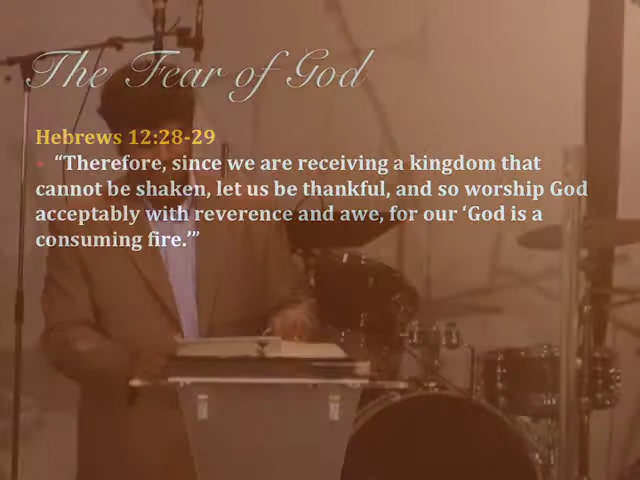 The Fear of God
Hebrews 12:28-29
• “Therefore, since we are receiving a kingdom that
cannot be shaken, let us be thankful, and so worship God
acceptably with reverence and awe, for our ‘God is a
consuming fire.’”